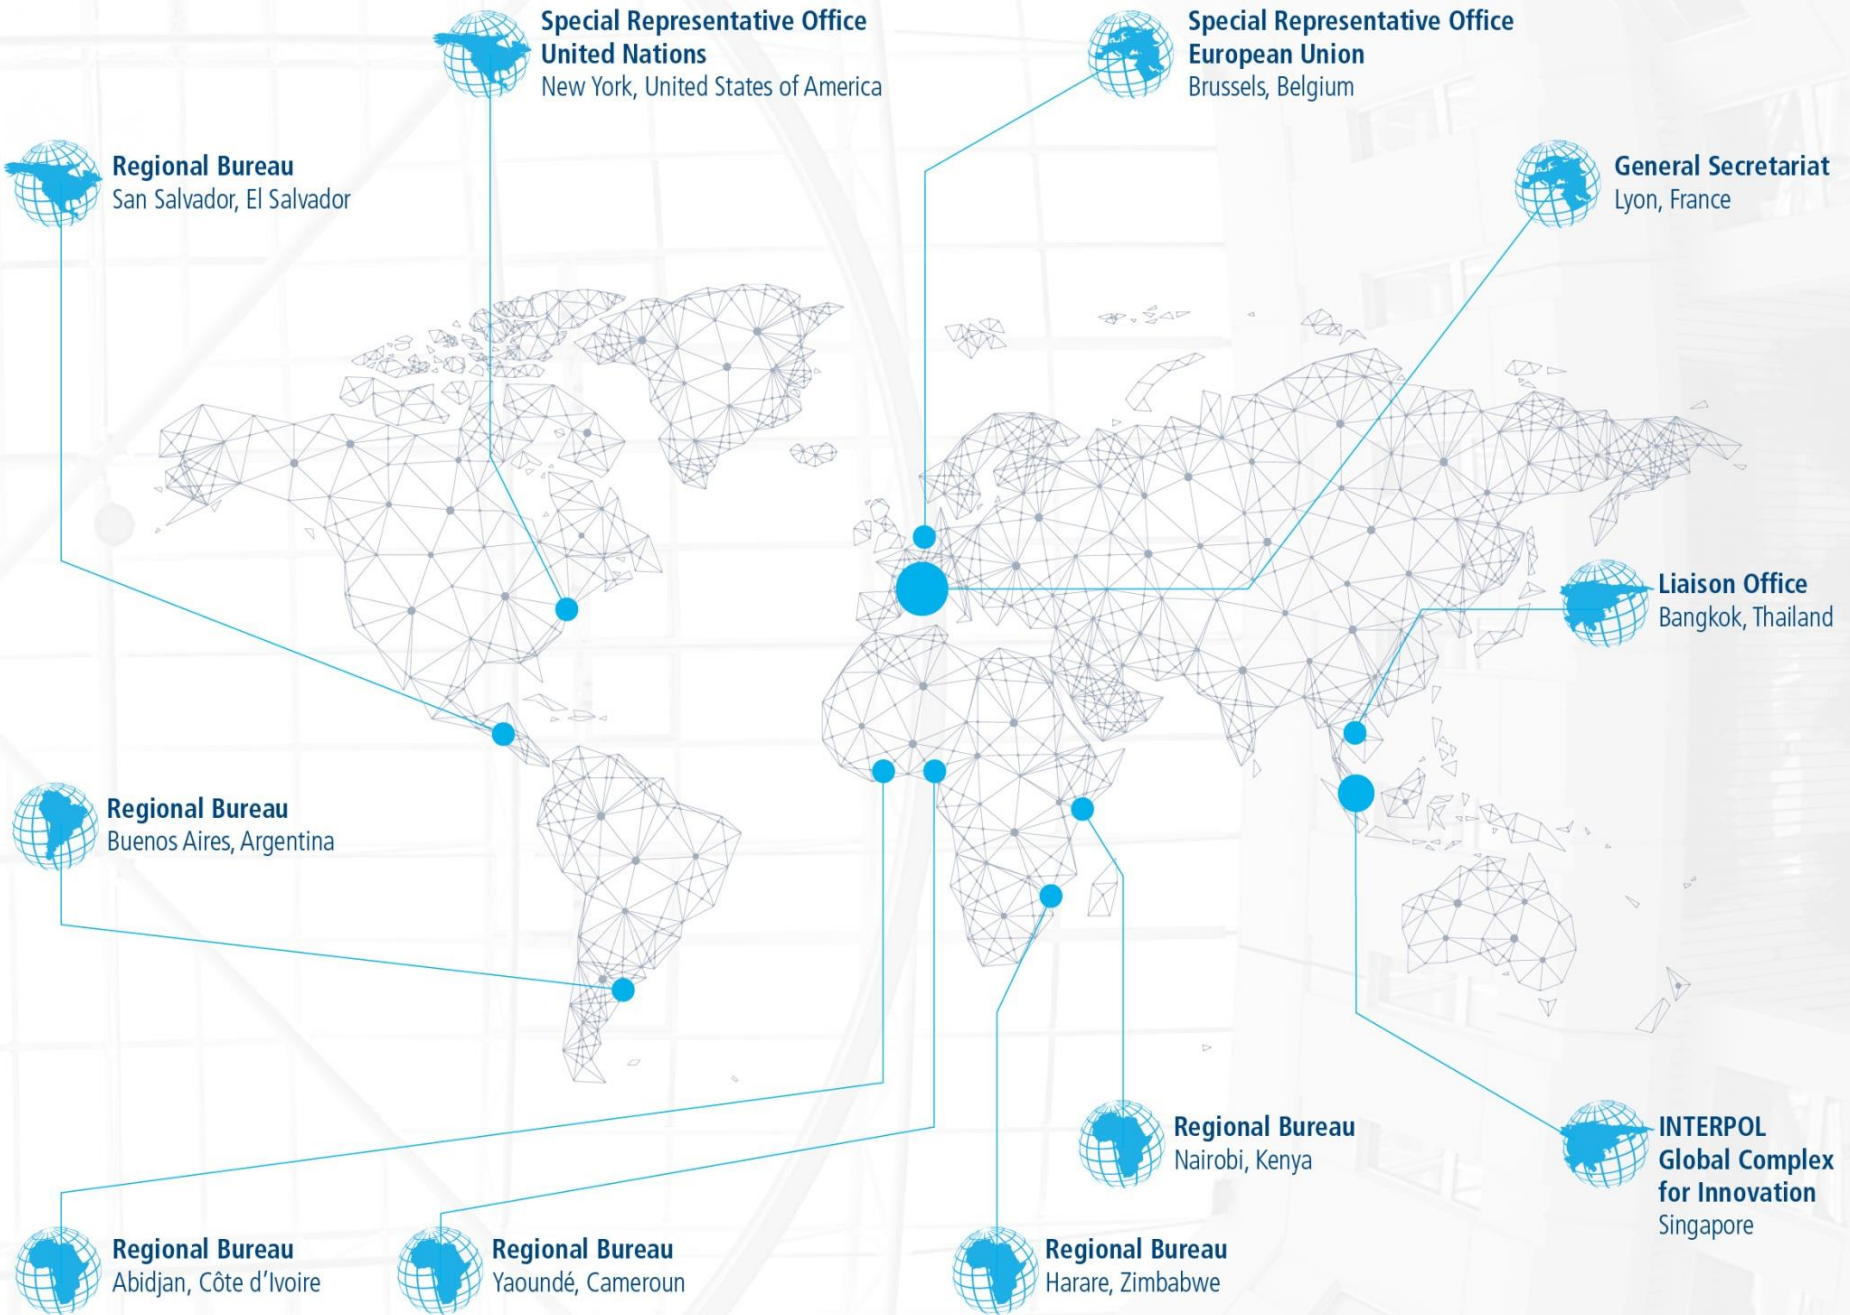 Special Representative Office
United Nations
New York, United States of America
Special Representative Office
European Union
Brussels, Belgium
Regional Bureau
San Salvador, El Salvador
General Secretariat
Lyon, France
Liaison Office
Bangkok, Thailand
Regional Bureau
Buenos Aires, Argentina
Regional Bureau
Nairobi, Kenya
INTERPOL
Global Complex
for Innovation
Singapore
Regional Bureau
Abidjan, Côte d’Ivoire
Regional Bureau
Yaoundé, Cameroun
Regional Bureau
Harare, Zimbabwe